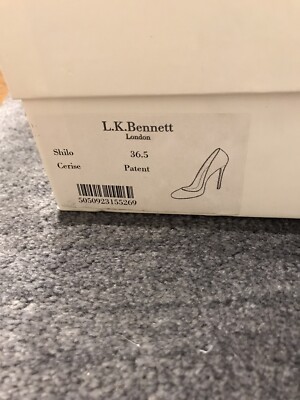 L.K.Bennett
London
Shilo 36.5
Cerise Patent
5050923155269